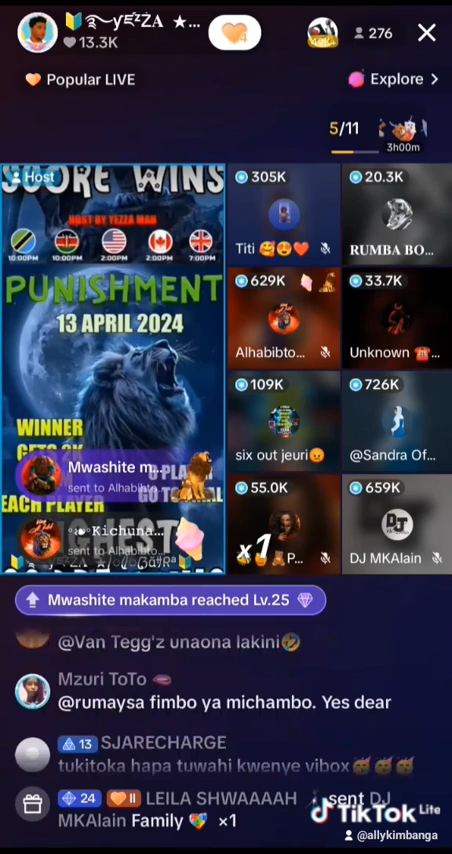 ★...
13.3K
276
Popular LIVE
Explore
5/11
3h00m
Host
SCORE WINS
HOST BY YEZZA MAN
10:00PM 10:00PM 2:00PM 2:00PM 7:00PM
PUNISHMENT
13 APRIL 2024
WINNER
EACH PLAYER
Mwashite m...
sent to Alhabibto...
Kichuna...
sent to Alhabibto...
305K
Titi 🥰😍❤️
20.3K
RUMBA BO...
629K
Alhabibto...
33.7K
Unknown ☎️...
109K
six out jeuri😡
726K
@Sandra Of...
55.0K
x1
P...
659K
DJ MKAlain
Mwashite makamba reached Lv.25
@Van Tegg'z unaona lakini🤣
Mzuri ToTo 👄
@rumaysa fimbo ya michambo. Yes dear
13 SJARECHARGE
tukitoka hapa tuwahi kwenye vibox🥳🥳🥳
24 II LEILA SHWAAAAH sent DJ
MKAlain Family ×1
TikTok Lite
@allykimbanga